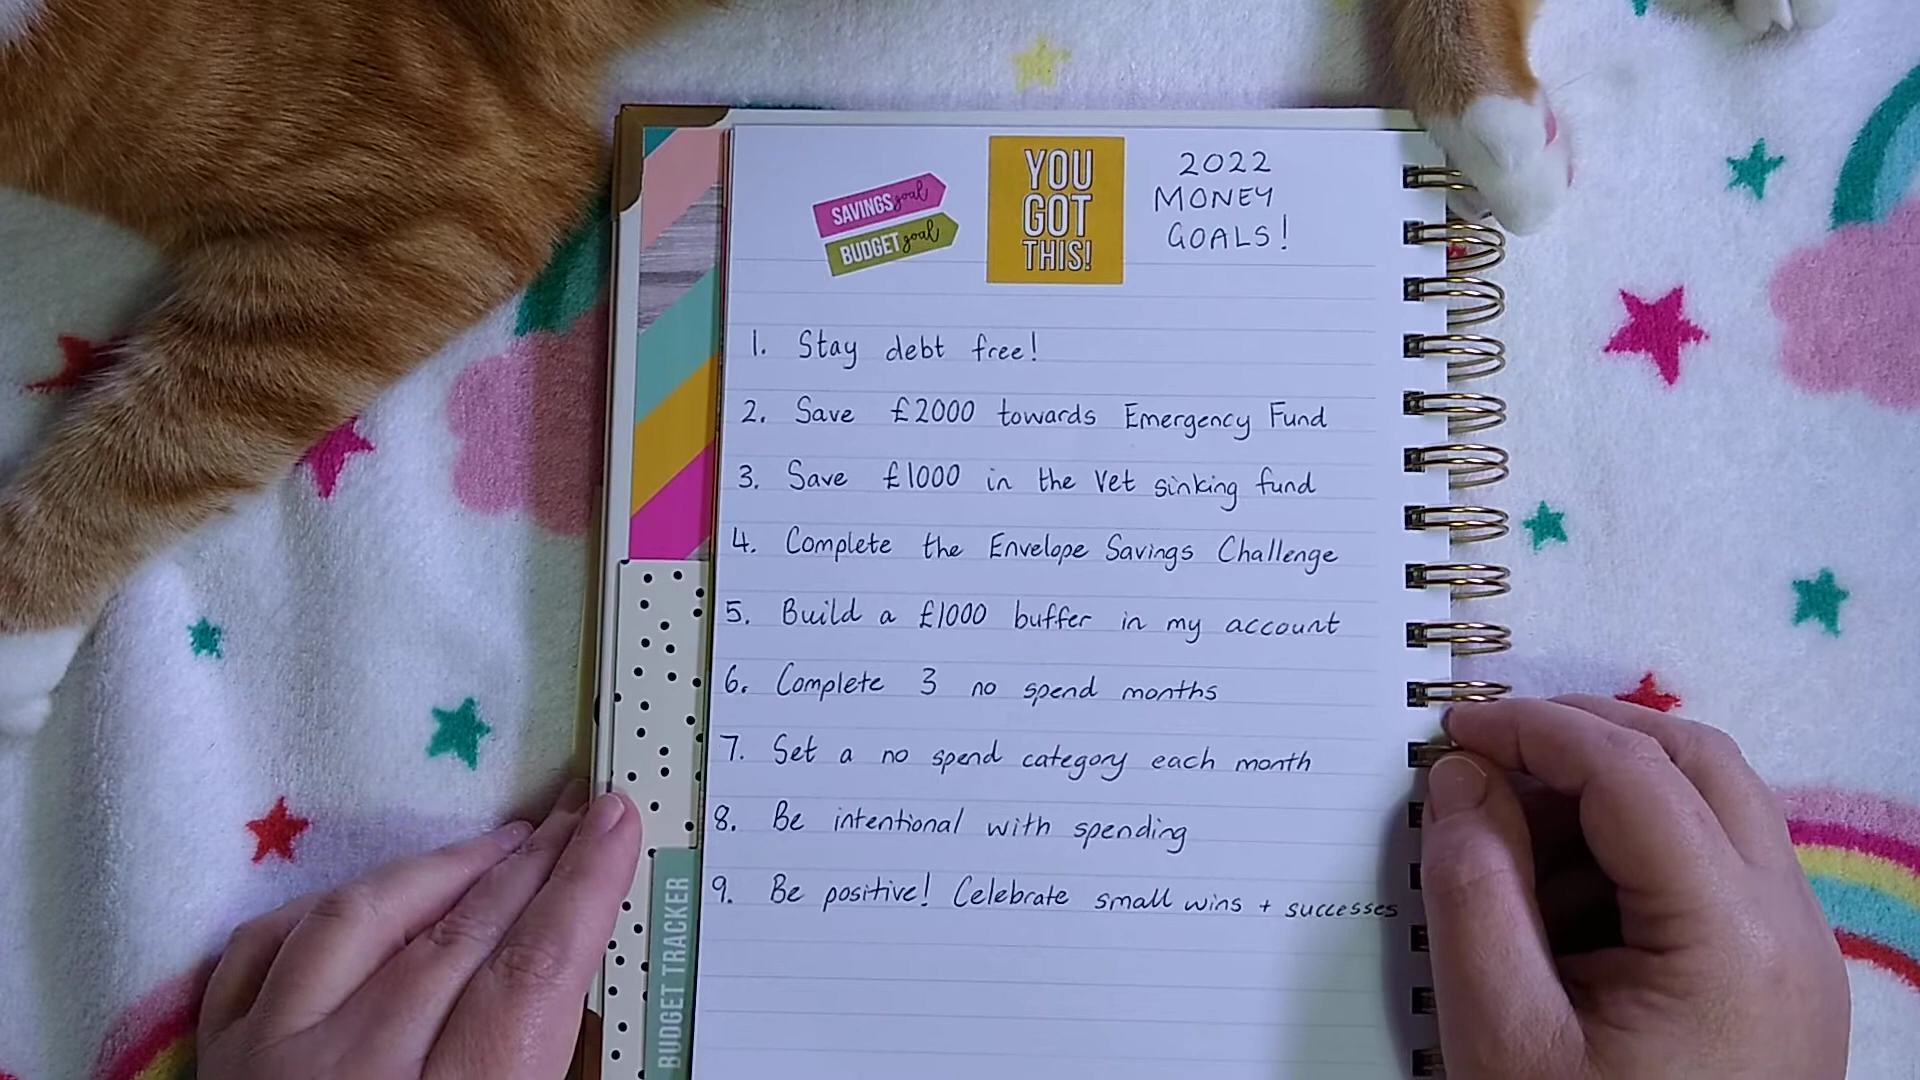 SAVINGS goal
BUDGET goal
YOU
GOT
THIS!
2022
MONEY
GOALS!
1. Stay debt free!
2. Save £2000 towards Emergency Fund
3. Save £1000 in the Vet sinking fund
4. Complete the Envelope Savings Challenge
5. Build a £1000 buffer in my account
6. Complete 3 no spend months
7. Set a no spend category each month
8. Be intentional with spending
9. Be positive! Celebrate small wins + successes
BUDGET TRACKER